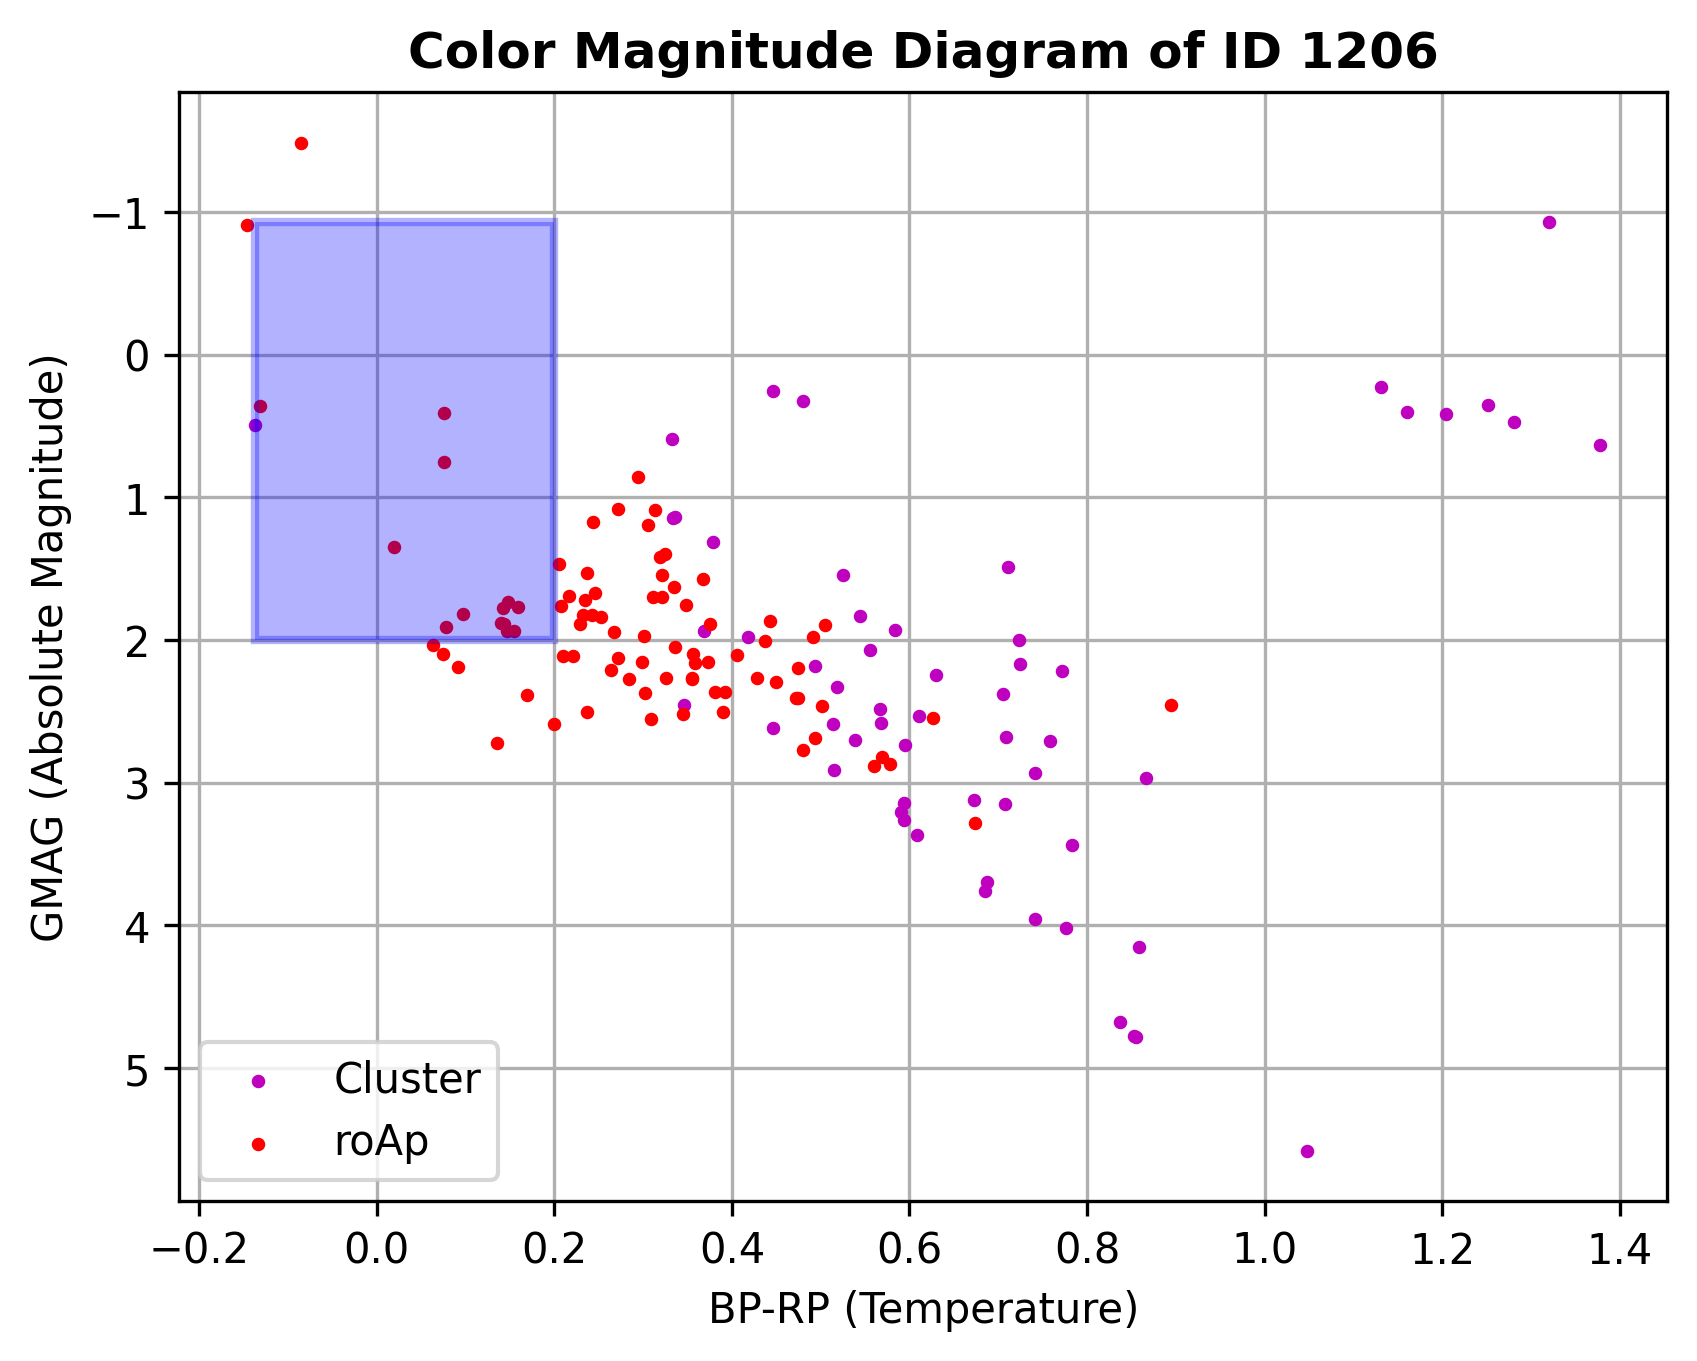 Color Magnitude Diagram of ID 1206
GMAG (Absolute Magnitude)
−1
0
1
2
3
4
5
Cluster
roAp
−0.2 0.0 0.2 0.4 0.6 0.8 1.0 1.2 1.4
BP-RP (Temperature)